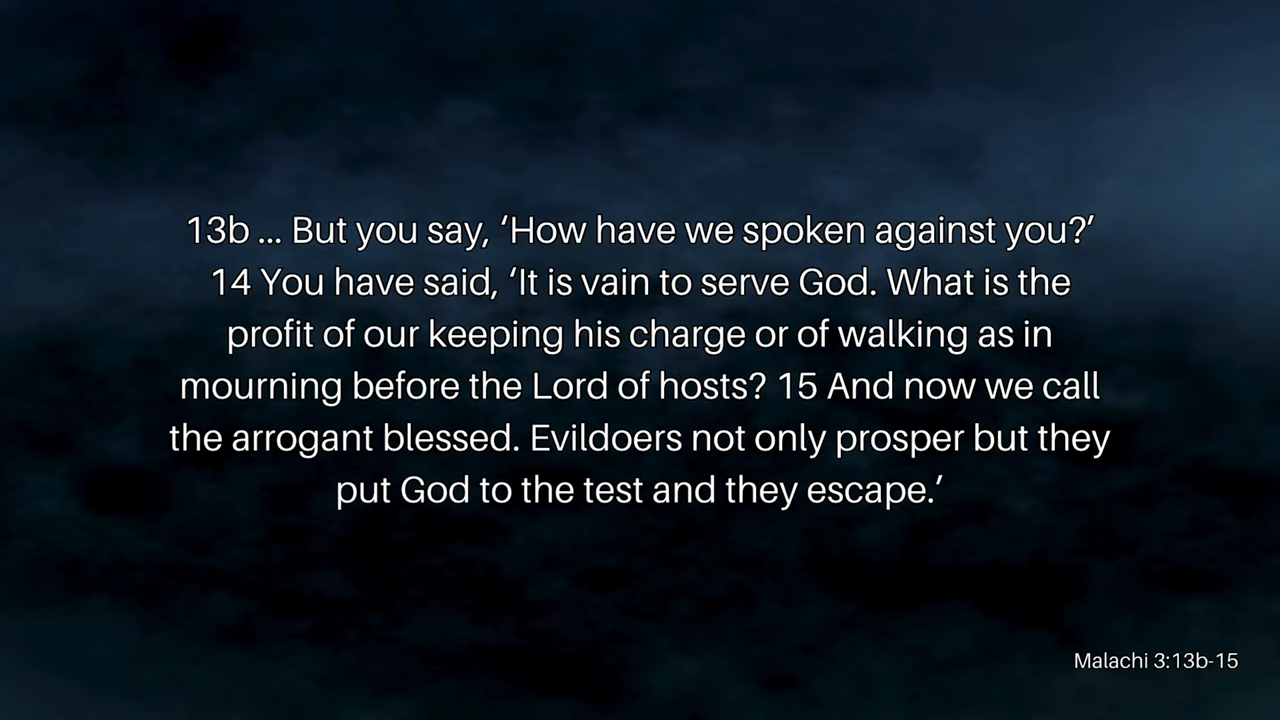 13b ... But you say, ‘How have we spoken against you?’
14 You have said, ‘It is vain to serve God. What is the
profit of our keeping his charge or of walking as in
mourning before the Lord of hosts? 15 And now we call
the arrogant blessed. Evildoers not only prosper but they
put God to the test and they escape.’
Malachi 3:13b-15